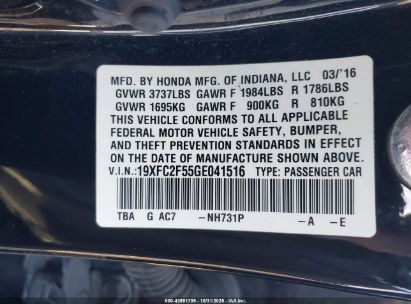 MFD. BY HONDA MFG. OF INDIANA, LLC 03/'16
GVWR 3737LBS GAWR F 1984LBS R 1786LBS
GVWR 1695KG GAWR F 900KG R 810KG
THIS VEHICLE CONFORMS TO ALL APPLICABLE
FEDERAL MOTOR VEHICLE SAFETY, BUMPER,
AND THEFT PREVENTION STANDARDS IN EFFECT
ON THE DATE OF MANUFACTURE SHOWN ABOVE.
V.I.N.: 19XFC2F55GE041516 TYPE: PASSENGER CAR
TBA G AC7 -NH731P -A -E